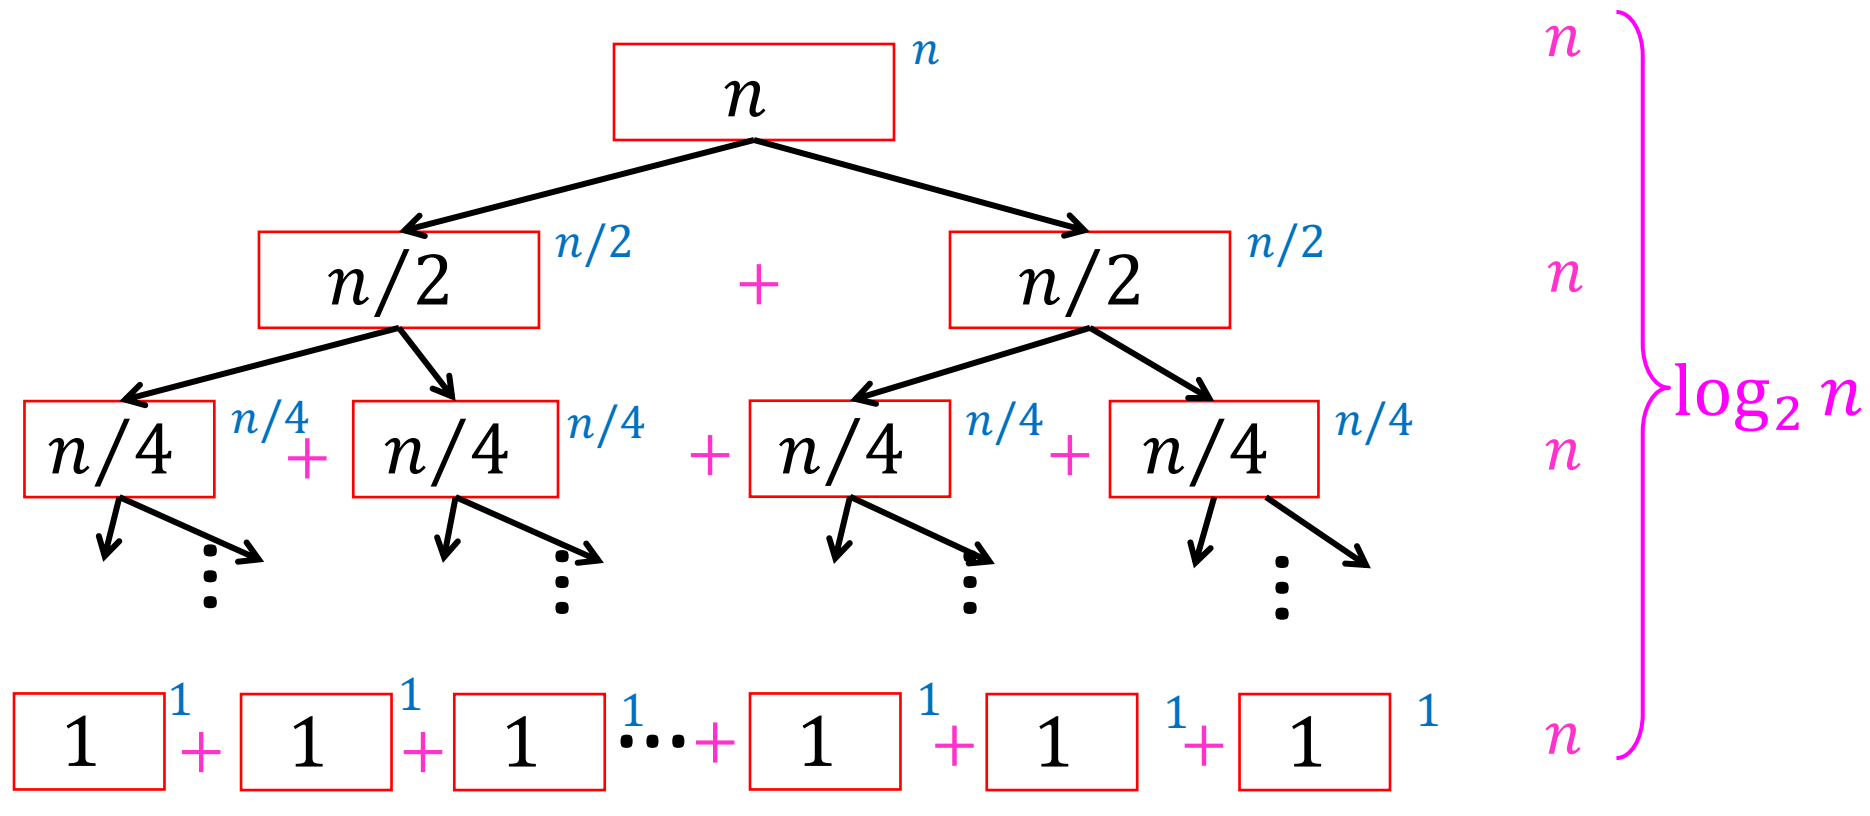 n n n
n/2 n/2 + n/2 n/2 n
log₂ n
n/4 n/4 + n/4 n/4 + n/4 n/4 + n/4 n/4 n
1 1 + 1 1 + 1 1 ... + 1 1 + 1 1 + 1 1 n